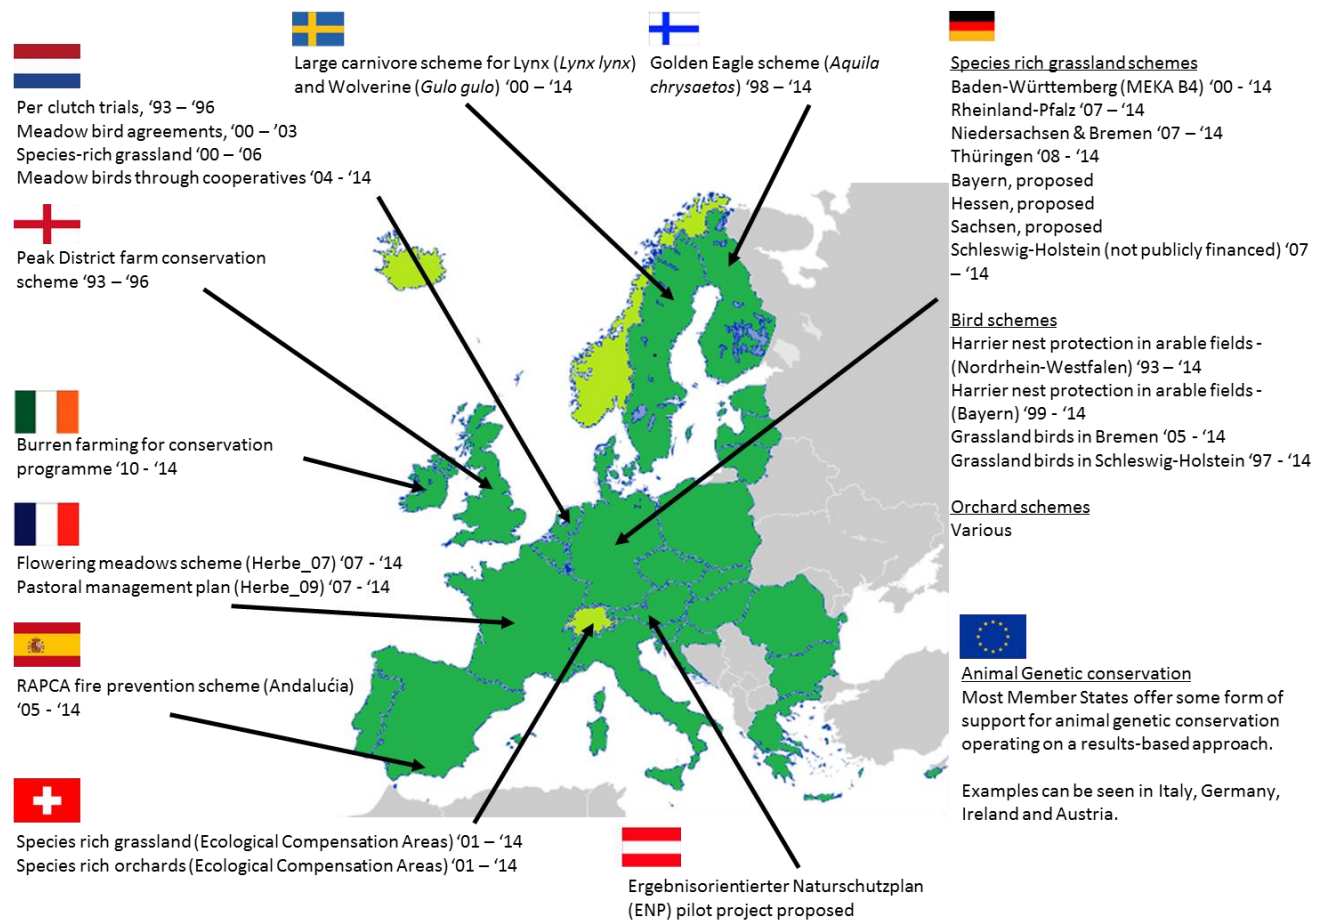 Large carnivore scheme for Lynx (Lynx lynx)
and Wolverine (Gulo gulo) ‘00 – ‘14
Golden Eagle scheme (Aquila
chrysaetos) ‘98 – ‘14
Per clutch trials, ‘93 – ‘96
Meadow bird agreements, ‘00 – ’03
Species-rich grassland ‘00 – ‘06
Meadow birds through cooperatives ‘04 - ‘14
Peak District farm conservation
scheme ‘93 – ‘96
Burren farming for conservation
programme ‘10 - ‘14
Flowering meadows scheme (Herbe_07) ‘07 - ‘14
Pastoral management plan (Herbe_09) ‘07 - ‘14
RAPCA fire prevention scheme (Andalućia)
‘05 - ‘14
Species rich grassland (Ecological Compensation Areas) ‘01 – ‘14
Species rich orchards (Ecological Compensation Areas) ‘01 – ‘14
Ergebnisorientierter Naturschutzplan
(ENP) pilot project proposed
Species rich grassland schemes
Baden-Württemberg (MEKA B4) ‘00 - ‘14
Rheinland-Pfalz ‘07 – ‘14
Niedersachsen & Bremen ‘07 – ‘14
Thüringen ‘08 - ‘14
Bayern, proposed
Hessen, proposed
Sachsen, proposed
Schleswig-Holstein (not publicly financed) ‘07
– ‘14
Bird schemes
Harrier nest protection in arable fields -
(Nordrhein-Westfalen) ‘93 – ‘14
Harrier nest protection in arable fields -
(Bayern) ‘99 - ‘14
Grassland birds in Bremen ‘05 - ‘14
Grassland birds in Schleswig-Holstein ‘97 - ‘14
Orchard schemes
Various
Animal Genetic conservation
Most Member States offer some form of
support for animal genetic conservation
operating on a results-based approach.
Examples can be seen in Italy, Germany,
Ireland and Austria.